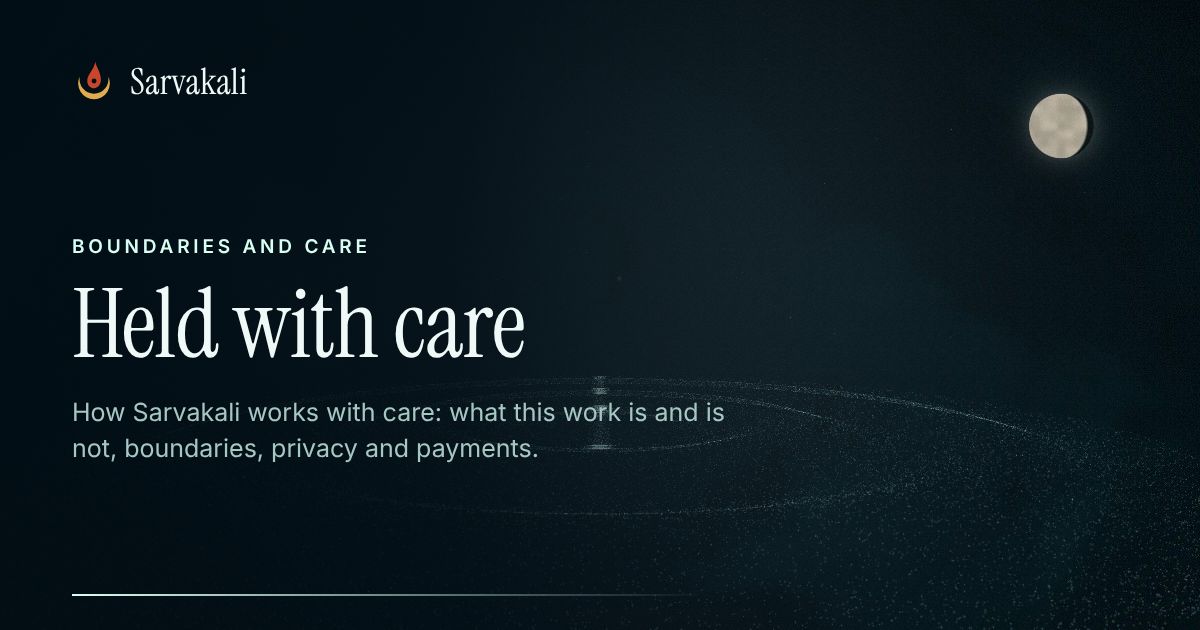 Sarvakali
BOUNDARIES AND CARE
Held with care
How Sarvakali works with care: what this work is and is
not, boundaries, privacy and payments.